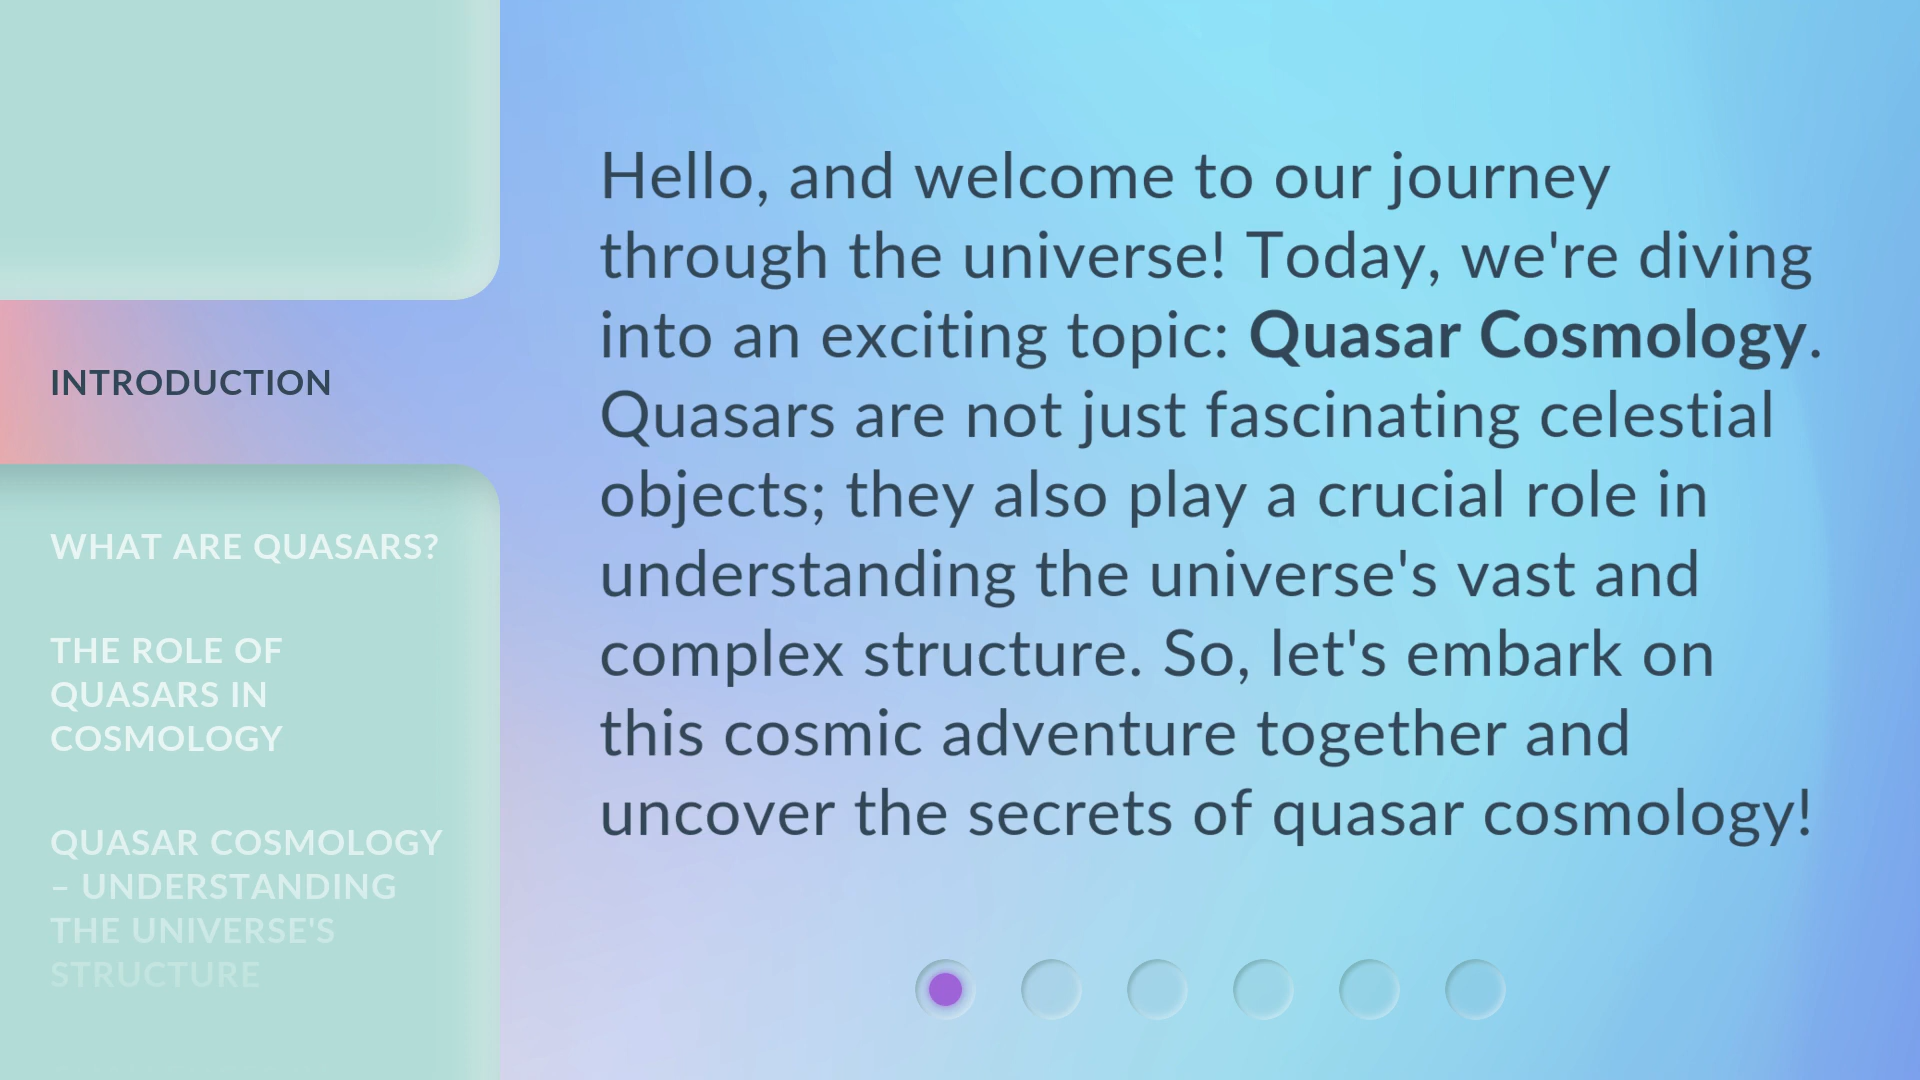 INTRODUCTION
WHAT ARE QUASARS?
THE ROLE OF
QUASARS IN
COSMOLOGY
QUASAR COSMOLOGY
– UNDERSTANDING
THE UNIVERSE'S
STRUCTURE
Hello, and welcome to our journey
through the universe! Today, we're diving
into an exciting topic: Quasar Cosmology.
Quasars are not just fascinating celestial
objects; they also play a crucial role in
understanding the universe's vast and
complex structure. So, let's embark on
this cosmic adventure together and
uncover the secrets of quasar cosmology!